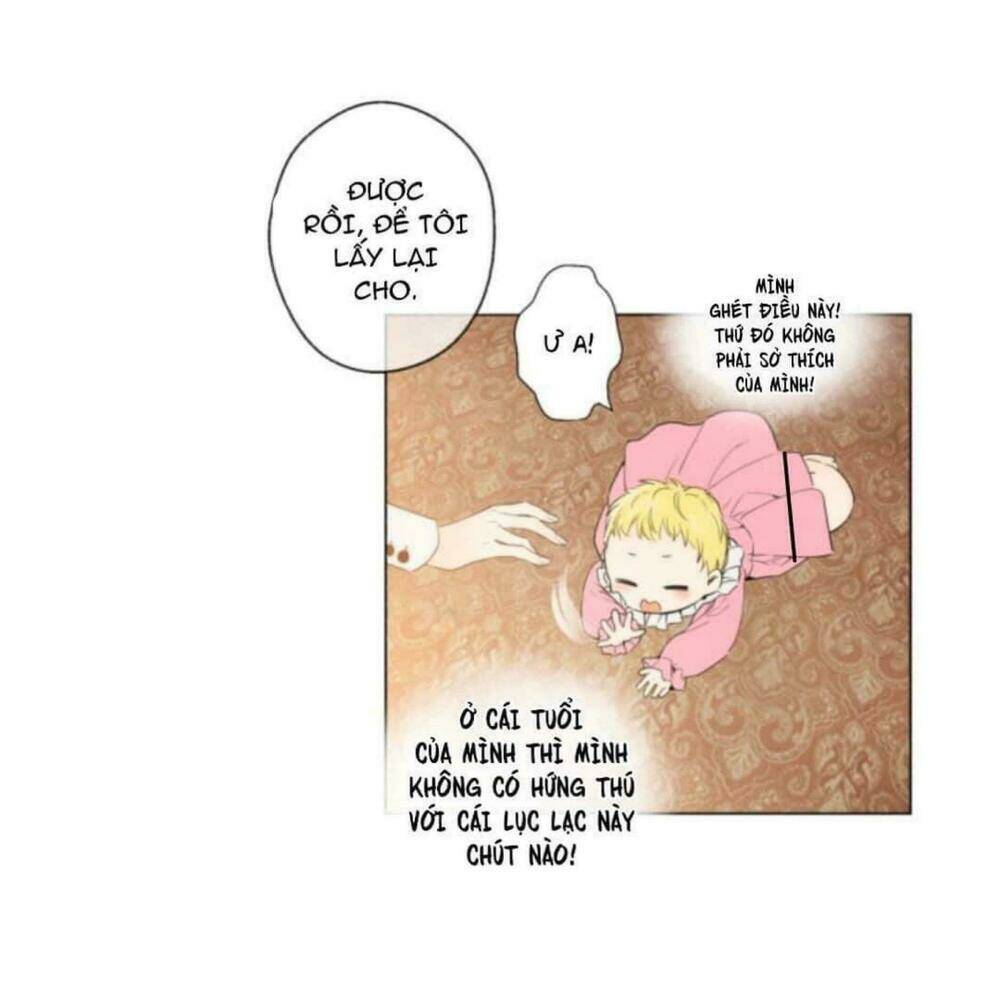 ĐƯỢC
RỒI, ĐỂ TÔI
LẤY LẠI
CHO.
Ư A!
MÌNH
GHÉT ĐIỀU NÀY!
THỨ ĐÓ KHÔNG
PHẢI SỞ THÍCH
CỦA MÌNH!
Ở CÁI TUỔI
CỦA MÌNH THÌ MÌNH
KHÔNG CÓ HỨNG THÚ
VỚI CÁI LỤC LẠC NÀY
CHÚT NÀO!